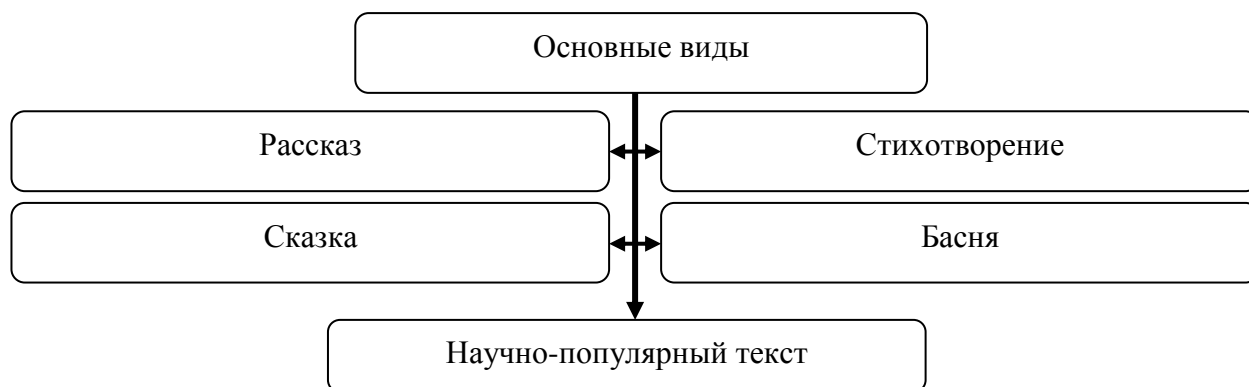 Основные виды
Рассказ
Стихотворение
Сказка
Басня
Научно-популярный текст